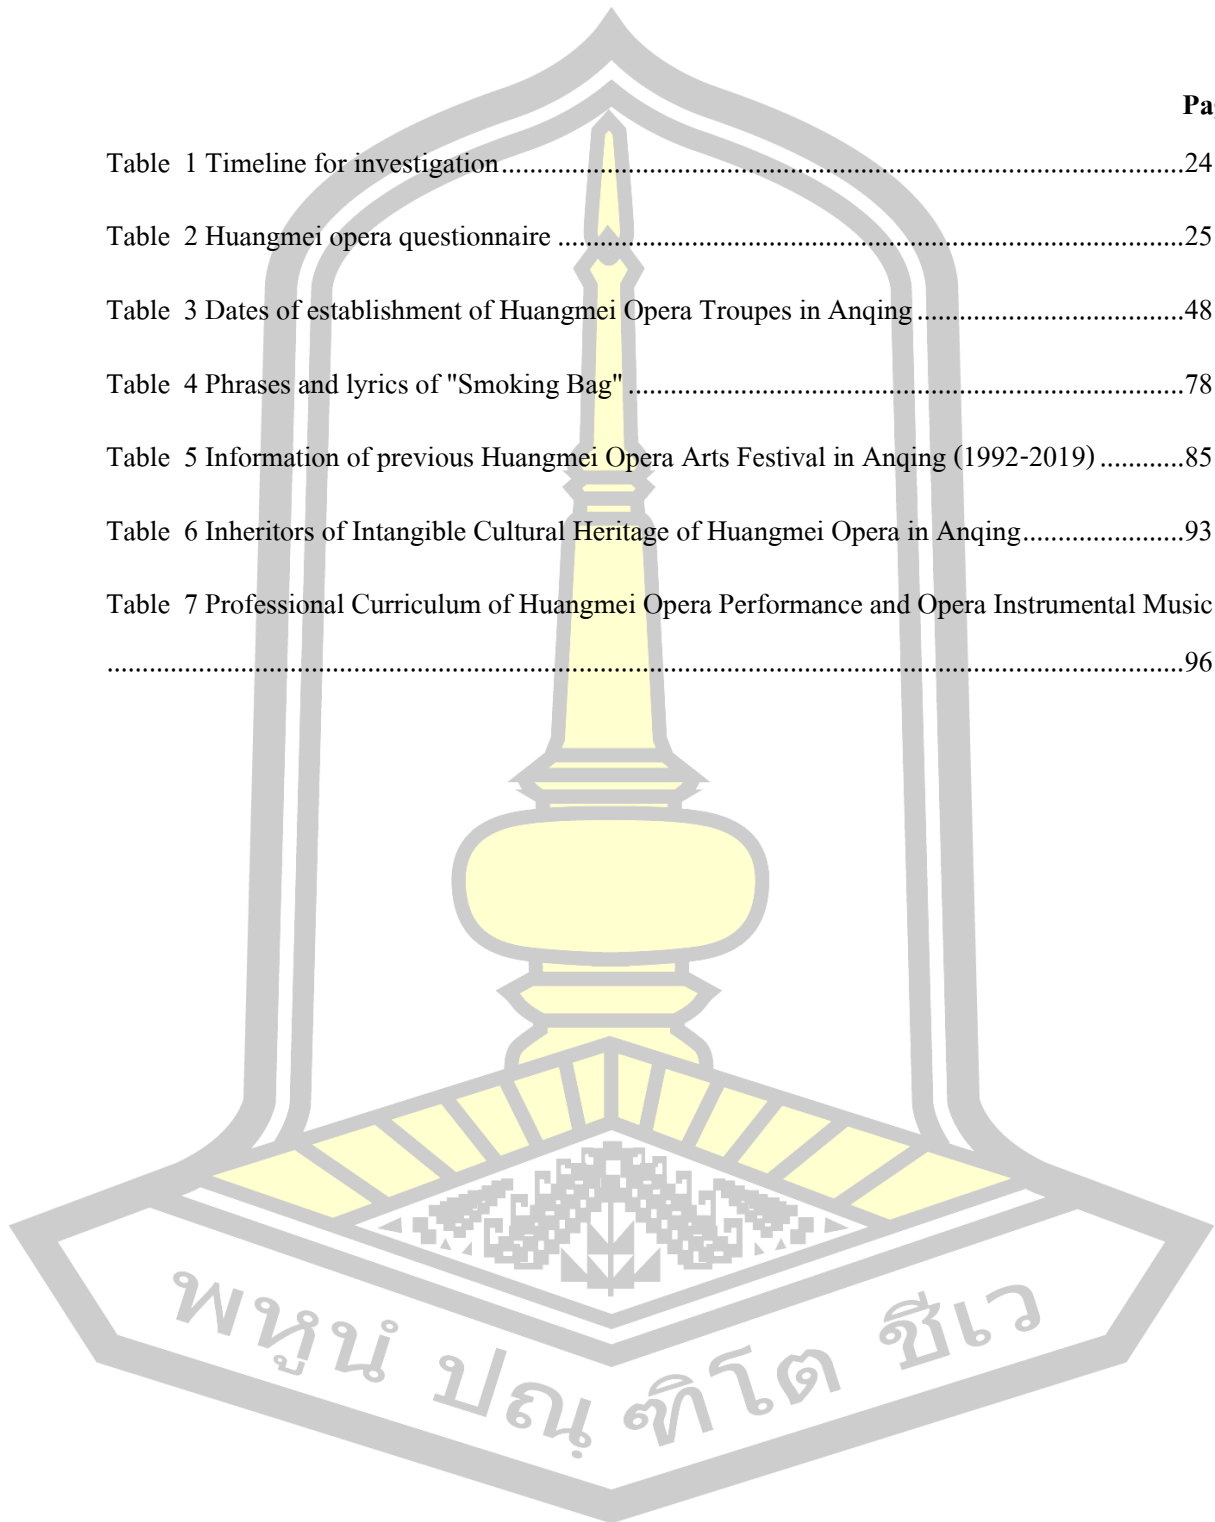 Pa
Table 1 Timeline for investigation....................................................................................................24
Table 2 Huangmei opera questionnaire ............................................................................................25
Table 3 Dates of establishment of Huangmei Opera Troupes in Anqing .......................................48
Table 4 Phrases and lyrics of "Smoking Bag" ..................................................................................78
Table 5 Information of previous Huangmei Opera Arts Festival in Anqing (1992-2019) ............85
Table 6 Inheritors of Intangible Cultural Heritage of Huangmei Opera in Anqing........................93
Table 7 Professional Curriculum of Huangmei Opera Performance and Opera Instrumental Music
..............................................................................................................................................................96
พหูนํ ปณฺ ฑิโต ชีเว